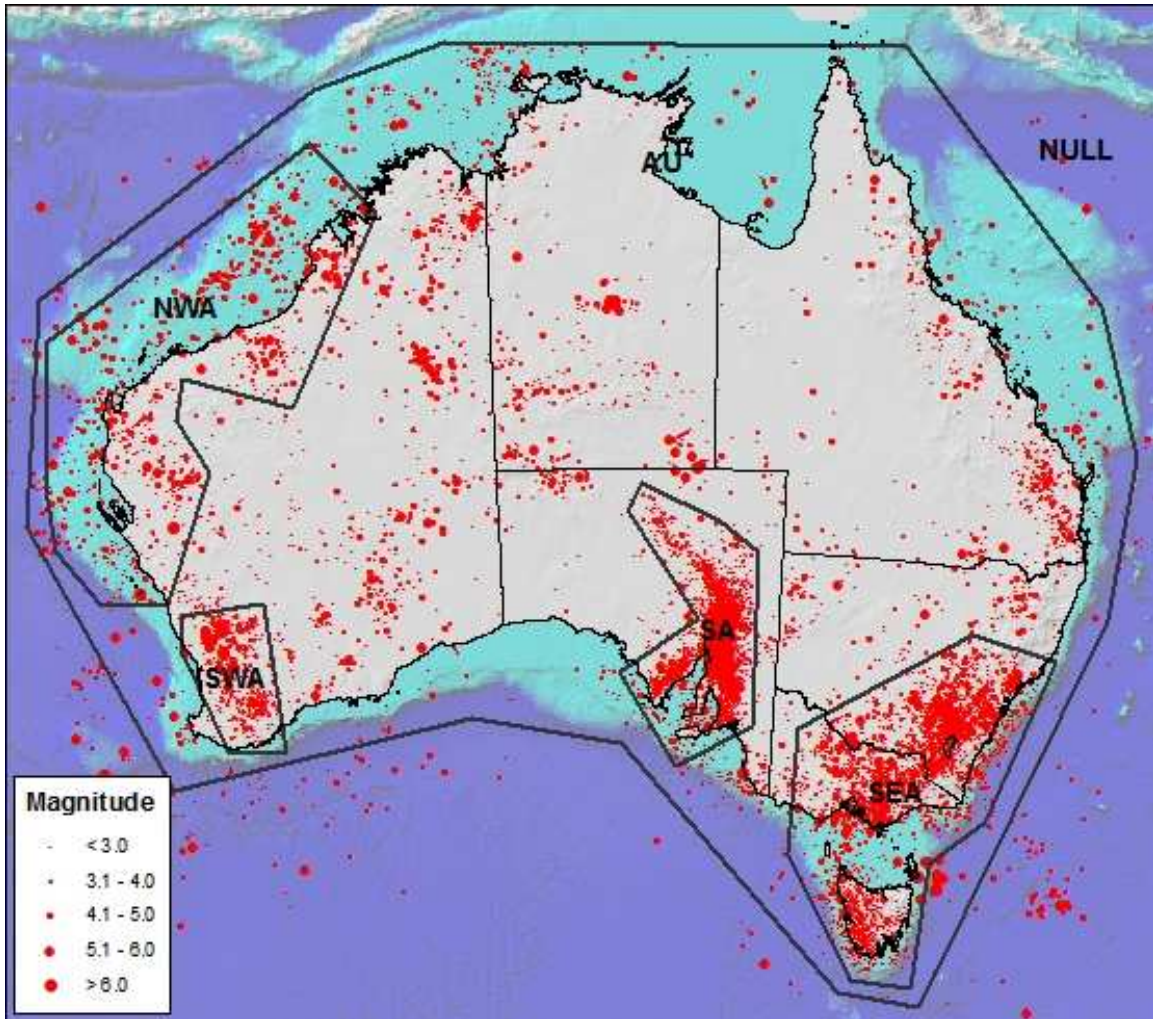 AU
NULL
NWA
SA
SWA
SEA
Magnitude
< 3.0
3.1 - 4.0
4.1 - 5.0
5.1 - 6.0
> 6.0